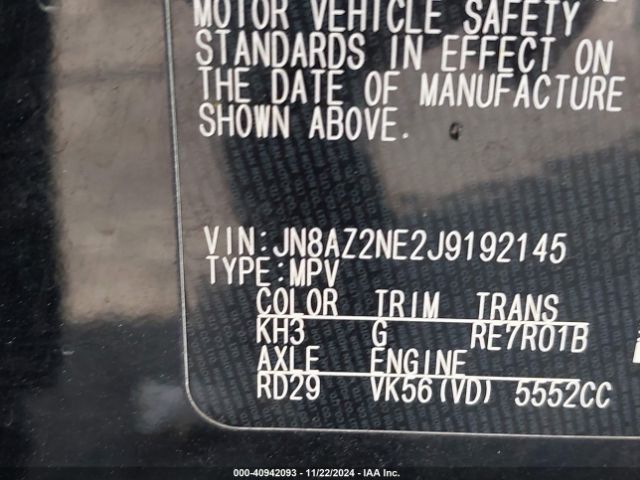 MOTOR VEHICLE SAFETY
STANDARDS IN EFFECT ON
THE DATE OF MANUFACTURE
SHOWN ABOVE.
VIN:JN8AZ2NE2J9192145
TYPE:MPV
COLOR TRIM TRANS
KH3 G RE7R01B
AXLE ENGINE
RD29 VK56(VD) 5552CC
000-40942093 - 11/22/2024 - IAA Inc.